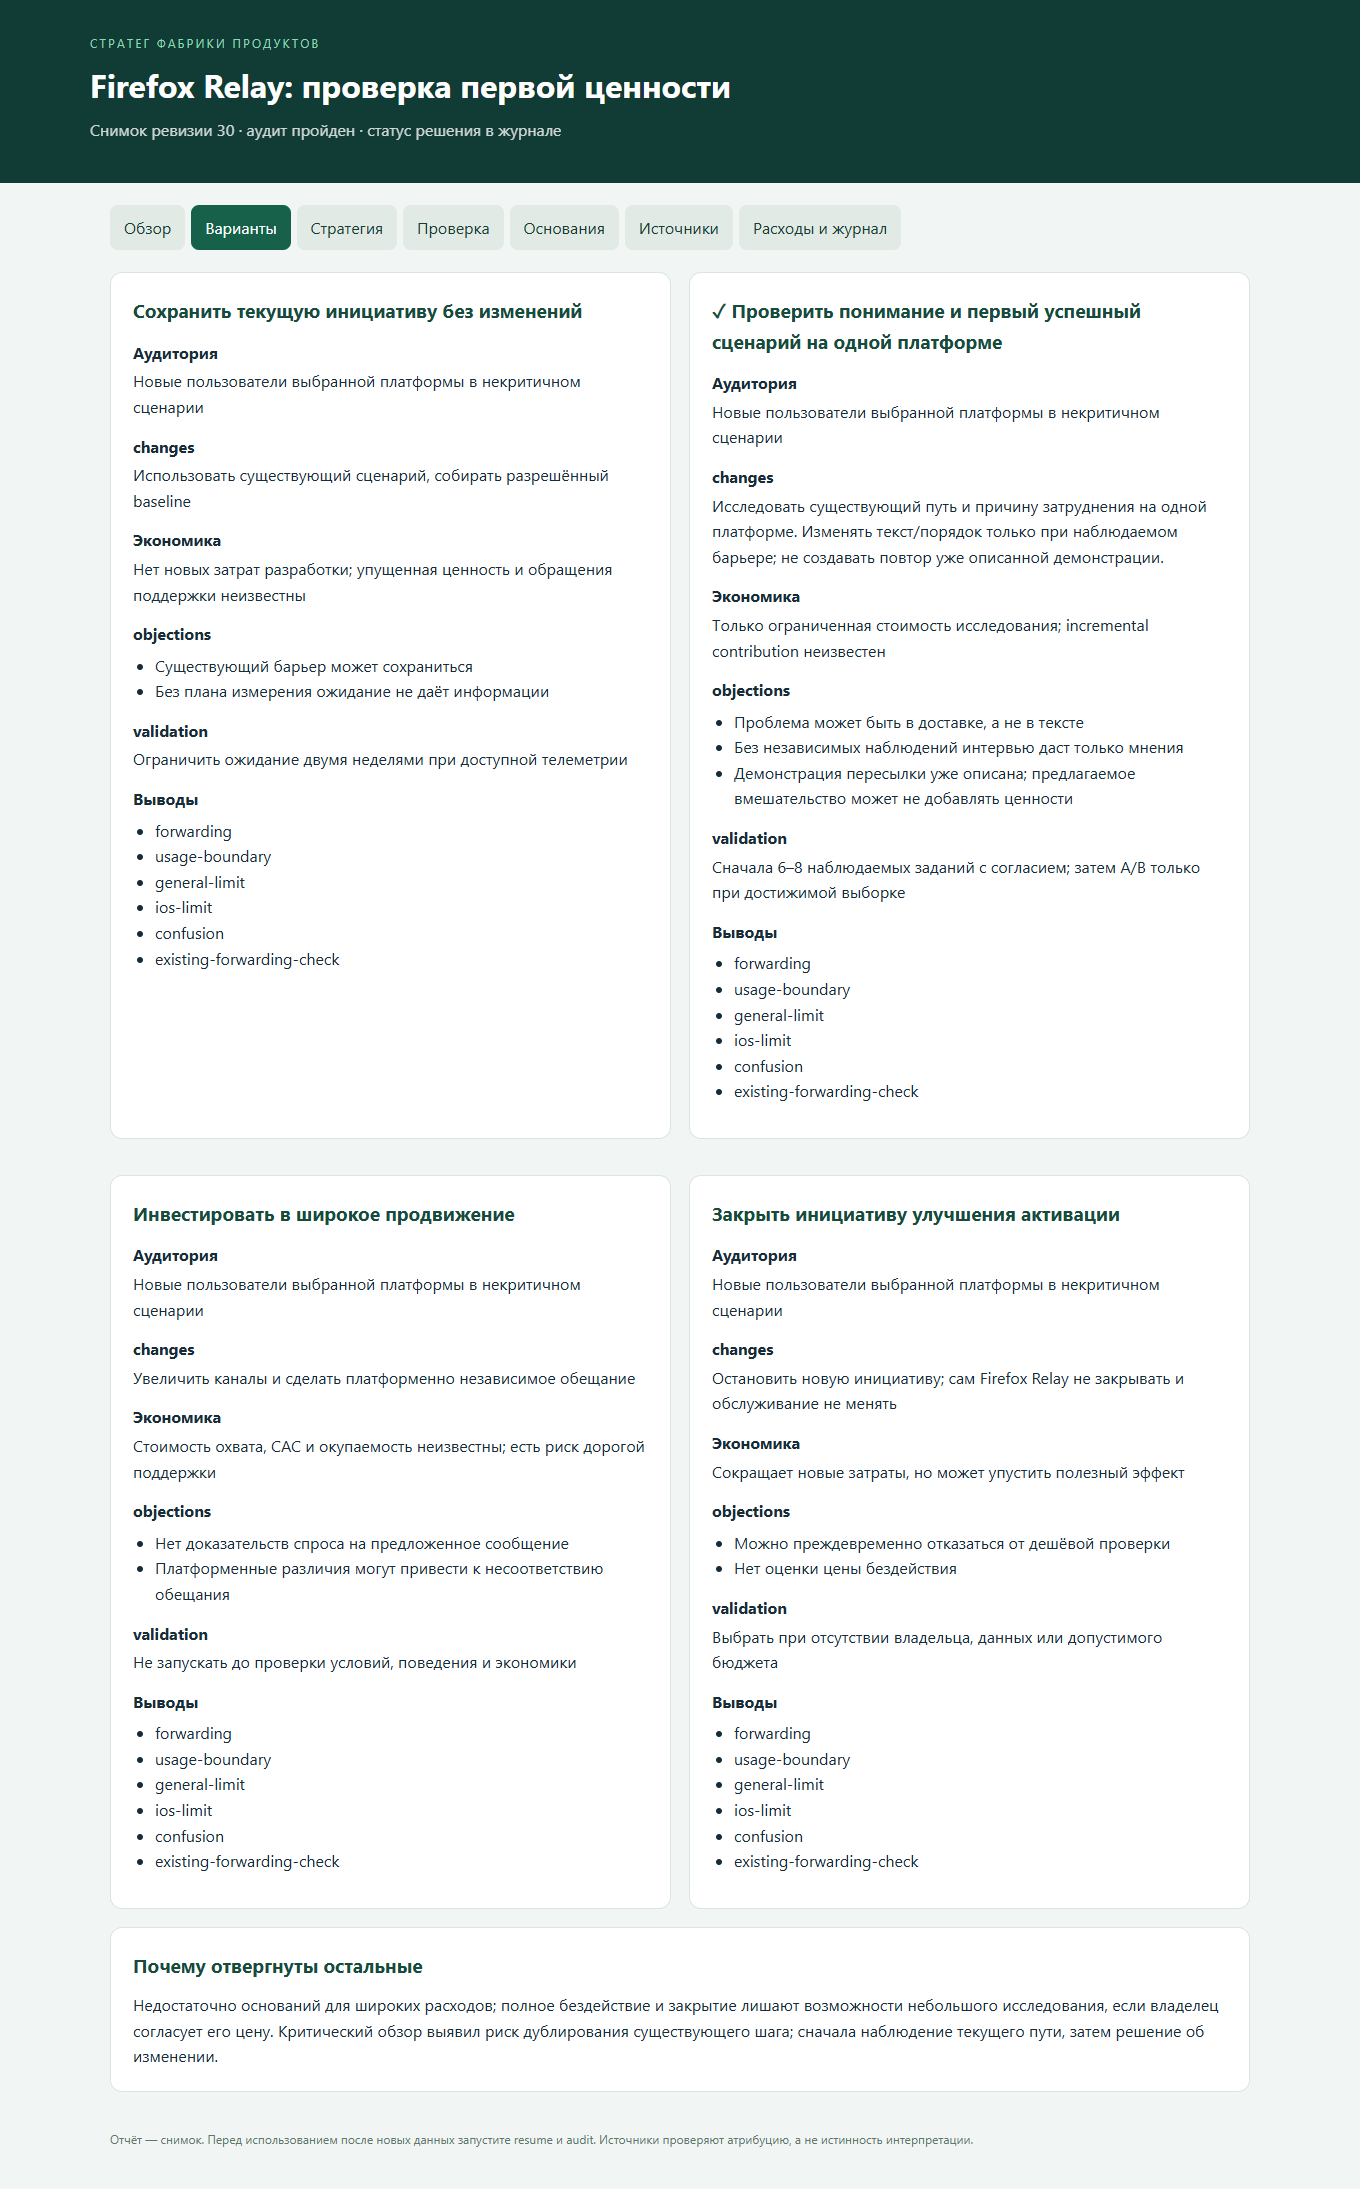 СТРАТЕГ ФАБРИКИ ПРОДУКТОВ
Firefox Relay: проверка первой ценности
Снимок ревизии 30 · аудит пройден · статус решения в журнале
Обзор
Варианты
Стратегия
Проверка
Основания
Источники
Расходы и журнал
Сохранить текущую инициативу без изменений
Аудитория
Новые пользователи выбранной платформы в некритичном
сценарии
changes
Использовать существующий сценарий, собирать разрешённый
baseline
Экономика
Нет новых затрат разработки; упущенная ценность и обращения
поддержки неизвестны
objections
• Существующий барьер может сохраниться
• Без плана измерения ожидание не даёт информации
validation
Ограничить ожидание двумя неделями при доступной телеметрии
Выводы
• forwarding
• usage-boundary
• general-limit
• ios-limit
• confusion
• existing-forwarding-check
✓ Проверить понимание и первый успешный
сценарий на одной платформе
Аудитория
Новые пользователи выбранной платформы в некритичном
сценарии
changes
Исследовать существующий путь и причину затруднения на одной
платформе. Изменять текст/порядок только при наблюдаемом
барьере; не создавать повтор уже описанной демонстрации.
Экономика
Только ограниченная стоимость исследования; incremental
contribution неизвестен
objections
• Проблема может быть в доставке, а не в тексте
• Без независимых наблюдений интервью даст только мнения
• Демонстрация пересылки уже описана; предлагаемое
вмешательство может не добавлять ценности
validation
Сначала 6–8 наблюдаемых заданий с согласием; затем A/B только
при достижимой выборке
Выводы
• forwarding
• usage-boundary
• general-limit
• ios-limit
• confusion
• existing-forwarding-check
Инвестировать в широкое продвижение
Аудитория
Новые пользователи выбранной платформы в некритичном
сценарии
changes
Увеличить каналы и сделать платформенно независимое обещание
Экономика
Стоимость охвата, CAC и окупаемость неизвестны; есть риск дорогой
поддержки
objections
• Нет доказательств спроса на предложенное сообщение
• Платформенные различия могут привести к несоответствию
обещания
validation
Не запускать до проверки условий, поведения и экономики
Выводы
• forwarding
• usage-boundary
• general-limit
• ios-limit
• confusion
• existing-forwarding-check
Закрыть инициативу улучшения активации
Аудитория
Новые пользователи выбранной платформы в некритичном
сценарии
changes
Остановить новую инициативу; сам Firefox Relay не закрывать и
обслуживание не менять
Экономика
Сокращает новые затраты, но может упустить полезный эффект
objections
• Можно преждевременно отказаться от дешёвой проверки
• Нет оценки цены бездействия
validation
Выбрать при отсутствии владельца, данных или допустимого
бюджета
Выводы
• forwarding
• usage-boundary
• general-limit
• ios-limit
• confusion
• existing-forwarding-check
Почему отвергнуты остальные
Недостаточно оснований для широких расходов; полное бездействие и закрытие лишают возможности небольшого исследования, если владелец
согласует его цену. Критический обзор выявил риск дублирования существующего шага; сначала наблюдение текущего пути, затем решение об
изменении.
Отчёт — снимок. Перед использованием после новых данных запустите resume и audit. Источники проверяют атрибуцию, а не истинность интерпретации.